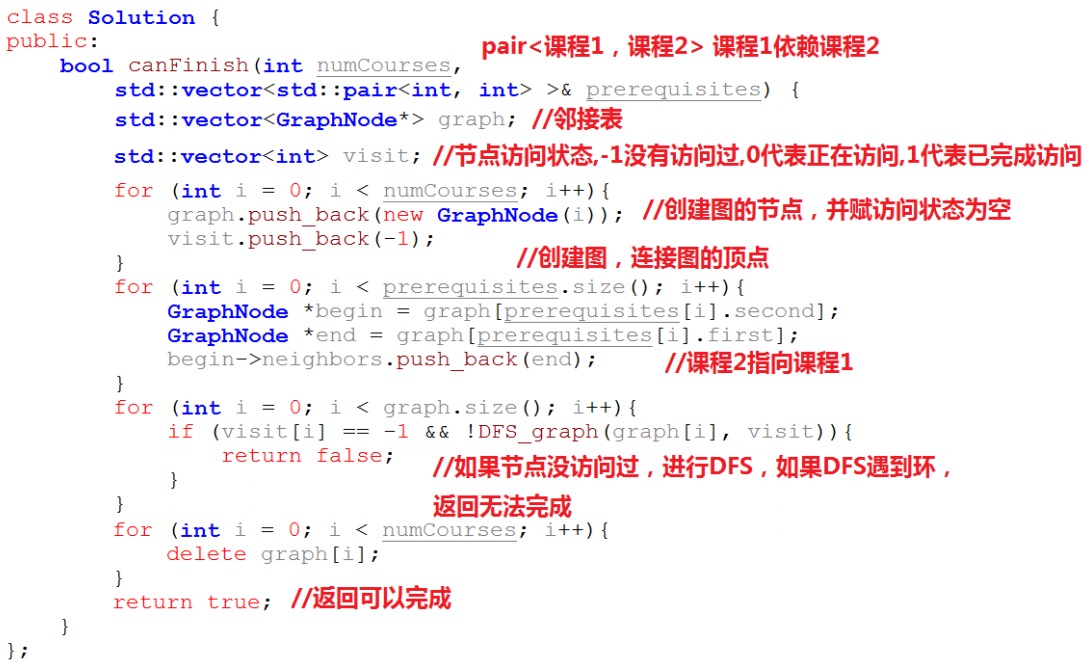 class Solution {
public:
pair<课程1，课程2> 课程1依赖课程2
bool canFinish(int numCourses,
std::vector<std::pair<int, int> >& prerequisites) {
std::vector<GraphNode*> graph; //邻接表
std::vector<int> visit; //节点访问状态,-1没有访问过,0代表正在访问,1代表已完成访问
for (int i = 0; i < numCourses; i++){
graph.push_back(new GraphNode(i)); //创建图的节点，并赋访问状态为空
visit.push_back(-1);
}
//创建图，连接图的顶点
for (int i = 0; i < prerequisites.size(); i++){
GraphNode *begin = graph[prerequisites[i].second];
GraphNode *end = graph[prerequisites[i].first];
begin->neighbors.push_back(end); //课程2指向课程1
}
for (int i = 0; i < graph.size(); i++){
if (visit[i] == -1 && !DFS_graph(graph[i], visit)){
return false; //如果节点没访问过，进行DFS，如果DFS遇到环，
}
返回无法完成
}
for (int i = 0; i < numCourses; i++){
delete graph[i];
}
return true; //返回可以完成
}
};